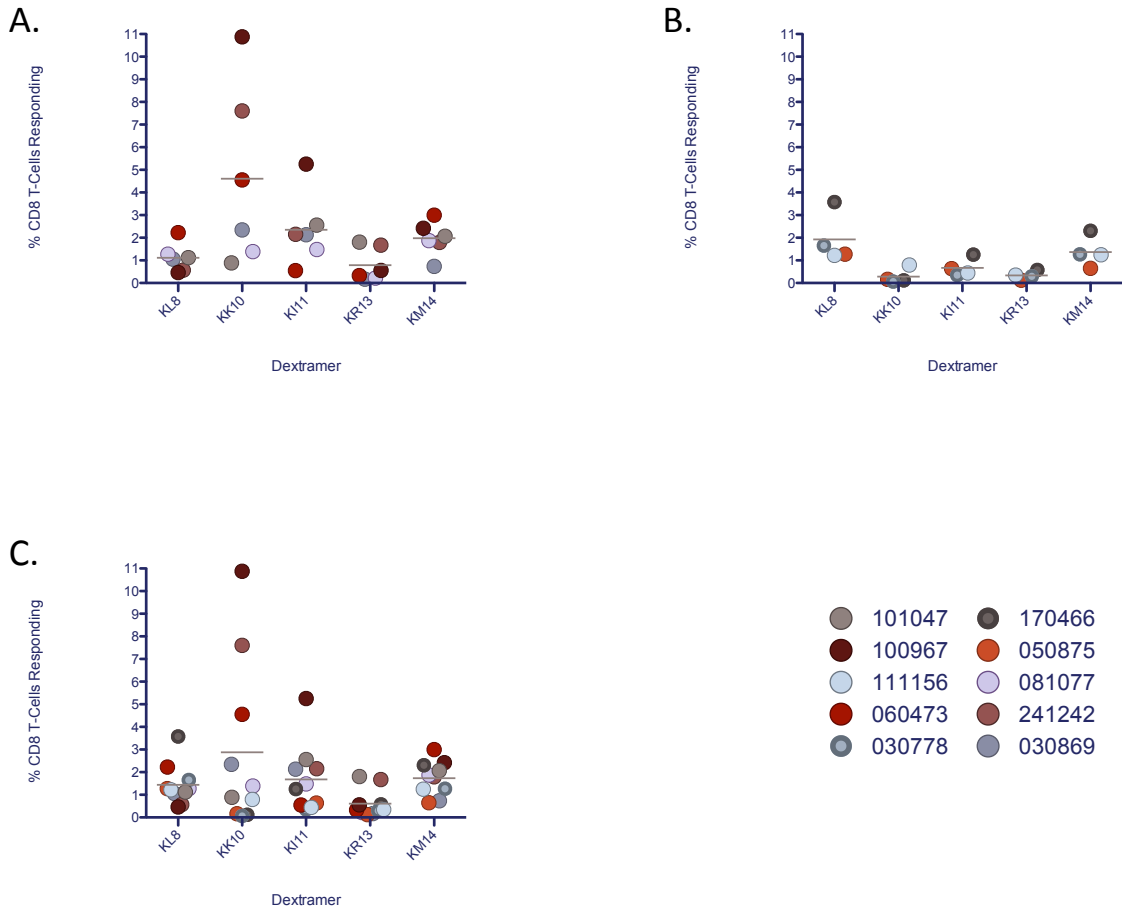 A.
% CD8 T-Cells Responding
11
10
9
8
7
6
5
4
3
2
1
0
KL8
KK10
KI11
KR13
KM14
Dextramer
B.
% CD8 T-Cells Responding
11
10
9
8
7
6
5
4
3
2
1
0
KL8
KK10
KI11
KR13
KM14
Dextramer
C.
% CD8 T-Cells Responding
11
10
9
8
7
6
5
4
3
2
1
0
KL8
KK10
KI11
KR13
KM14
Dextramer
101047
100967
111156
060473
030778
170466
050875
081077
241242
030869